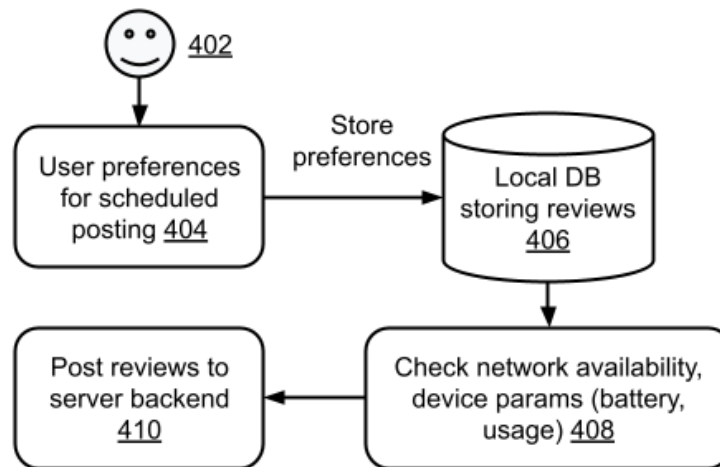 402
User preferences
for scheduled
posting 404
Store
preferences
Local DB
storing reviews
406
Check network availability,
device params (battery,
usage) 408
Post reviews to
server backend
410